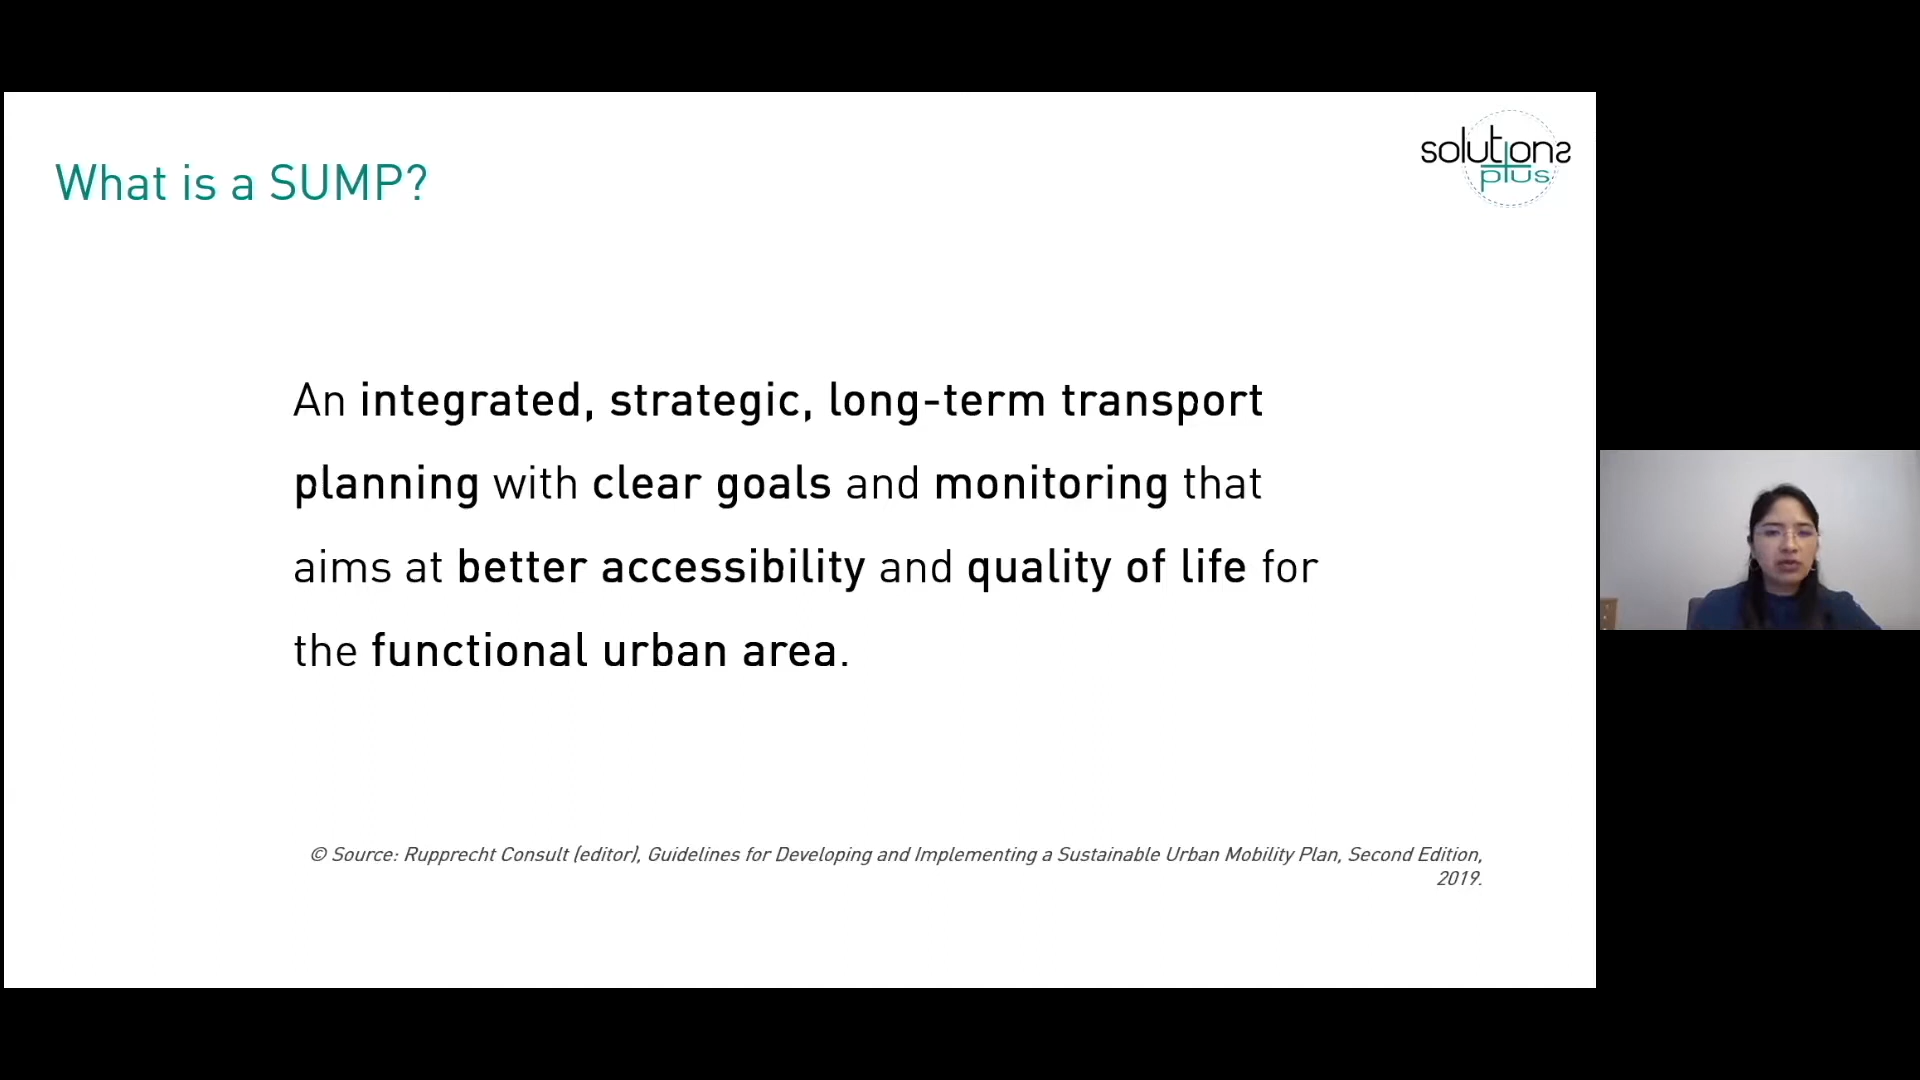 What is a SUMP?
solutions
plus
An integrated, strategic, long-term transport
planning with clear goals and monitoring that
aims at better accessibility and quality of life for
the functional urban area.
© Source: Rupprecht Consult (editor), Guidelines for Developing and Implementing a Sustainable Urban Mobility Plan, Second Edition,
2019.